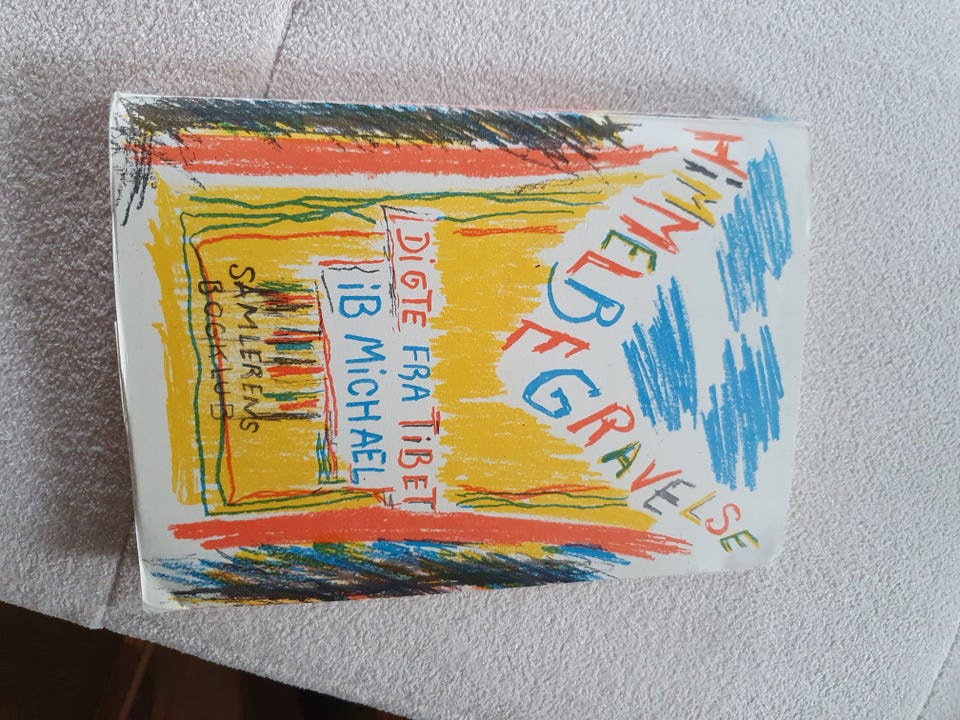 HiMMELBEGRAVELSE
DiGTE FRA TiBET
iB MiCHAEL
SAMLERENS
BOGKLUB